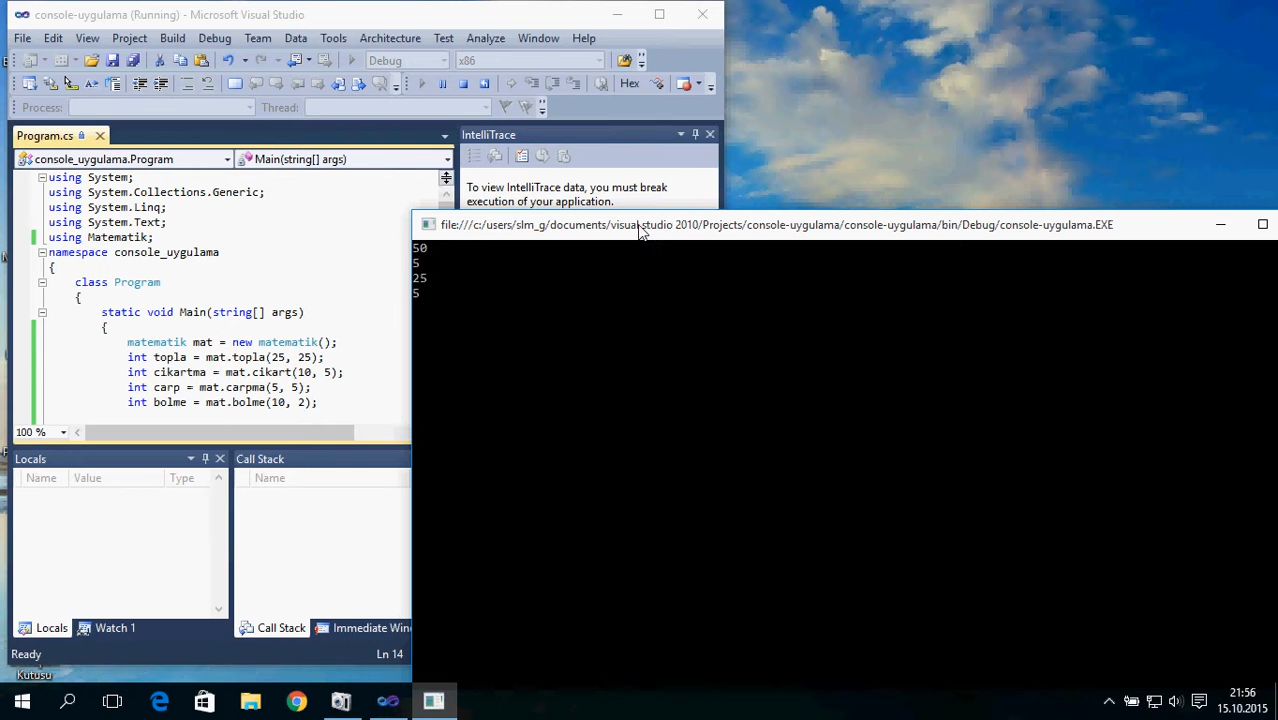 console-uygulama (Running) - Microsoft Visual Studio
File Edit View Project Build Debug Team Data Tools Architecture Test Analyze Window Help
Debug x86
Hex
Process: Thread:
Program.cs
IntelliTrace
console_uygulama.Program Main(string[] args)
To view IntelliTrace data, you must break
execution of your application.
using System;
using System.Collections.Generic;
using System.Linq;
using System.Text;
using Matematik;
namespace console_uygulama
{
class Program
{
static void Main(string[] args)
{
matematik mat = new matematik();
int topla = mat.topla(25, 25);
int cikartma = mat.cikart(10, 5);
int carp = mat.carpma(5, 5);
int bolme = mat.bolme(10, 2);
100 %
file:///c:/users/slm_g/documents/visual studio 2010/Projects/console-uygulama/console-uygulama/bin/Debug/console-uygulama.EXE
50
5
25
5
Locals
Name Value Type
Call Stack
Name
Locals Watch 1
Call Stack Immediate Win
Ready Ln 14
Kutusu
21:56
15.10.2015